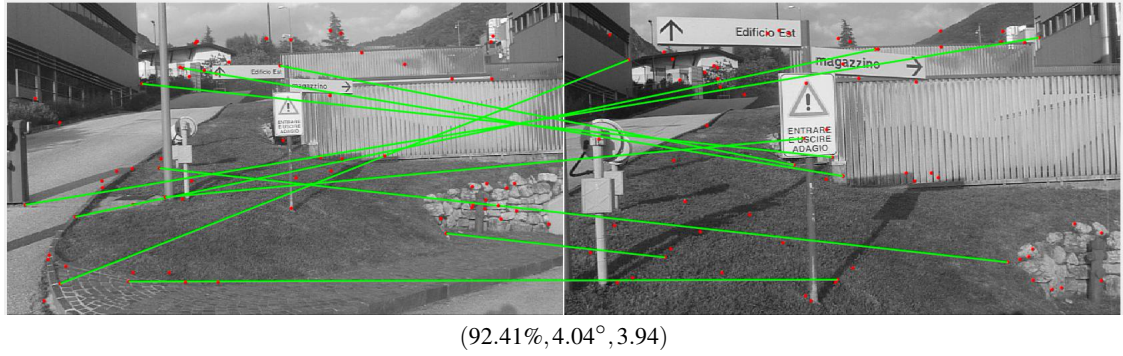 Edificio Est
magazzino
ENTRARE
E USCIRE
ADAGIO
Edificio Est
magazzino
ENTRARE
E USCIRE
ADAGIO
(92.41%, 4.04°, 3.94)